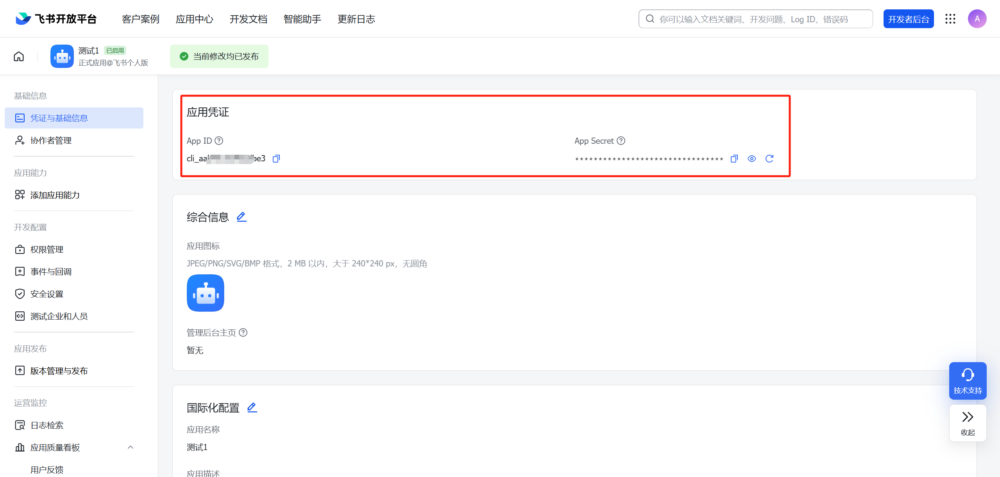 飞书开放平台
客户案例
应用中心
开发文档
智能助手
更新日志
你可以输入文档关键词、开发问题、Log ID、错误码
开发者后台
A
测试1
已启用
正式应用@飞书个人版
当前修改均已发布
基础信息
凭证与基础信息
协作者管理
应用能力
添加应用能力
开发配置
权限管理
事件与回调
安全设置
测试企业和人员
应用发布
版本管理与发布
运营监控
日志检索
应用质量看板
用户反馈
应用凭证
App ID
App Secret
cli_aa
be3
********************************
综合信息
应用图标
JPEG/PNG/SVG/BMP 格式，2 MB 以内，大于 240*240 px，无圆角
管理后台主页
暂无
国际化配置
应用名称
测试1
应用描述
技术支持
收起